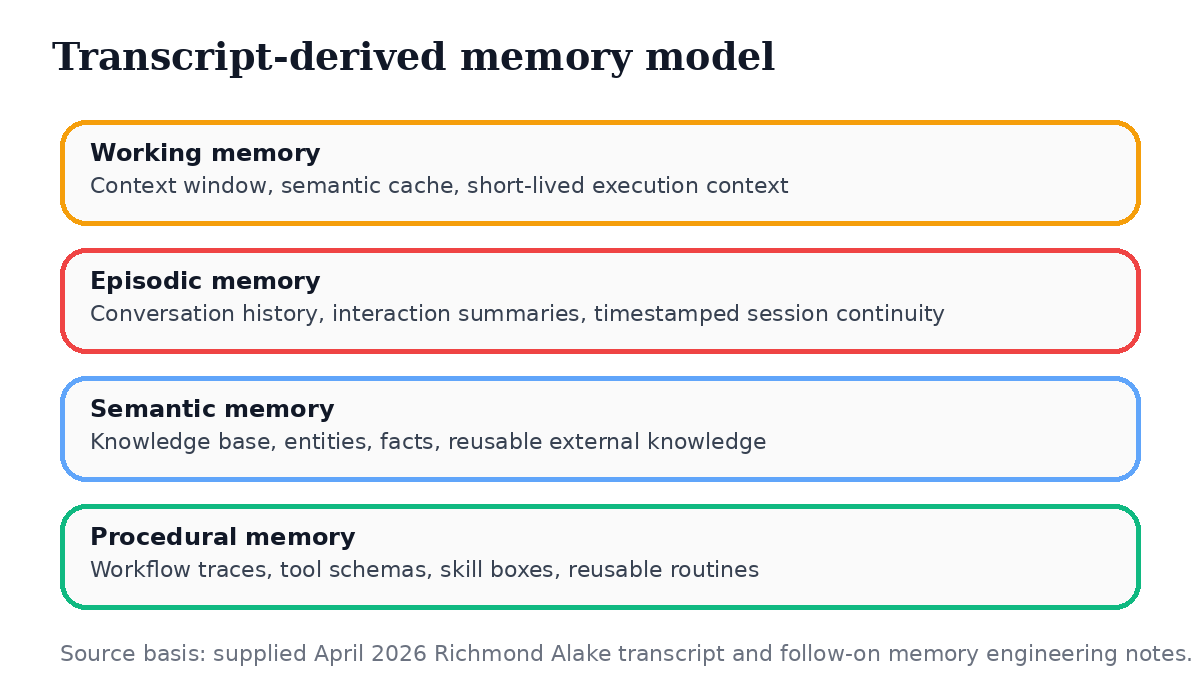 Transcript-derived memory model
Working memory
Context window, semantic cache, short-lived execution context
Episodic memory
Conversation history, interaction summaries, timestamped session continuity
Semantic memory
Knowledge base, entities, facts, reusable external knowledge
Procedural memory
Workflow traces, tool schemas, skill boxes, reusable routines
Source basis: supplied April 2026 Richmond Alake transcript and follow-on memory engineering notes.